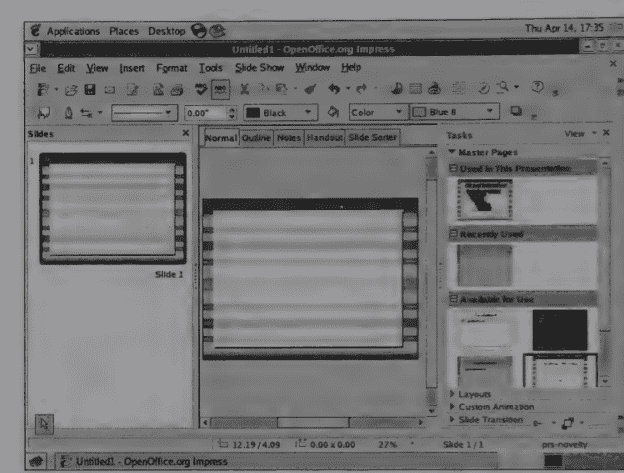 Applications Places Desktop Thu Apr 14, 17:35
Untitled1 - OpenOffice.org Impress
File Edit View Insert Format Tools Slide Show Window Help
ABC
0.00" Black Color Blue 8
Slides Normal Outline Notes Handout Slide Sorter Tasks View
Master Pages
1 Used in This Presentation
Recently Used
Slide 1
Available for Use
Layouts
Custom Animation
Slide Transition
12.19/4.09 0.00 x 0.00 27% * Slide 1 / 1 prs-novelty
Untitled1 - OpenOffice.org Impress